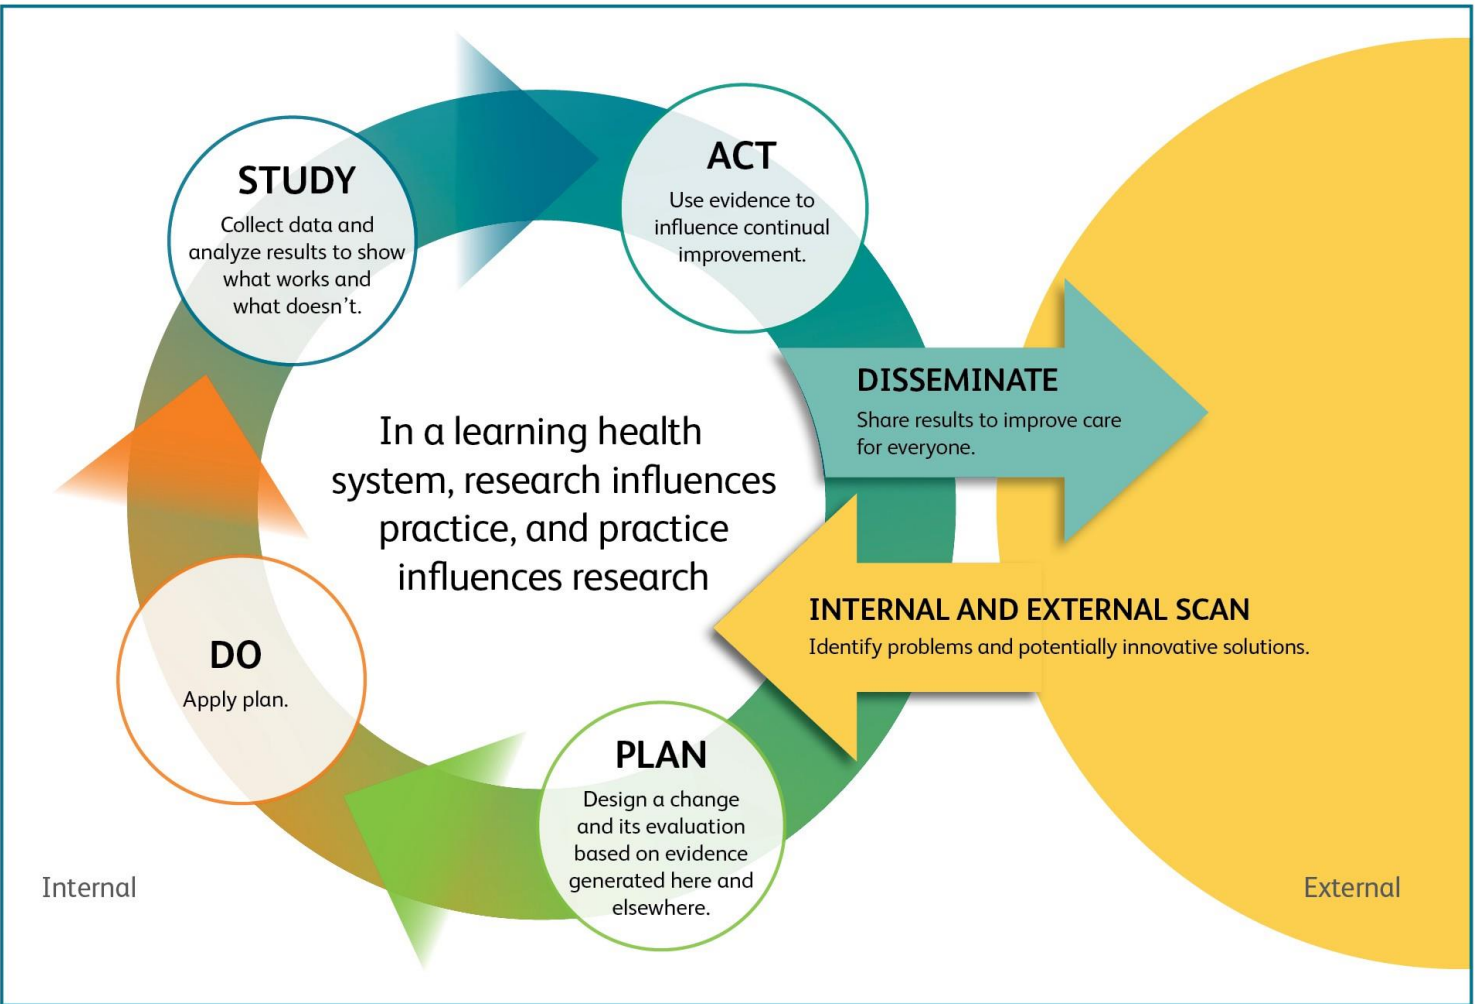 STUDY
Collect data and
analyze results to show
what works and
what doesn't.
ACT
Use evidence to
influence continual
improvement.
DISSEMINATE
Share results to improve care
for everyone.
In a learning health
system, research influences
practice, and practice
influences research
INTERNAL AND EXTERNAL SCAN
Identify problems and potentially innovative solutions.
DO
Apply plan.
PLAN
Design a change
and its evaluation
based on evidence
generated here and
elsewhere.
Internal
External